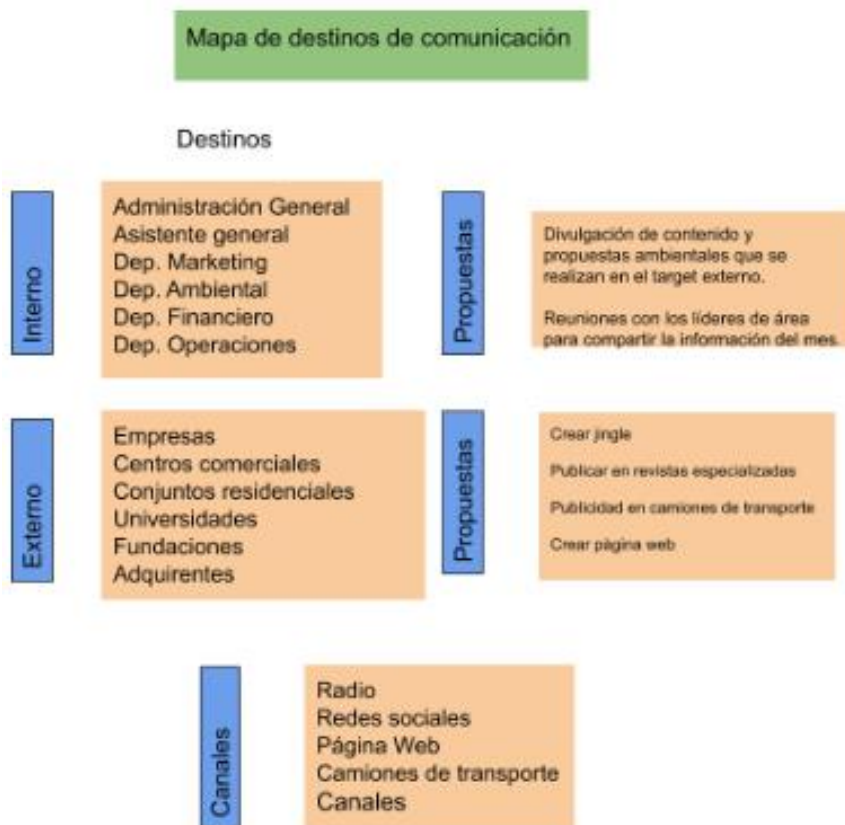 Mapa de destinos de comunicación
Destinos
Interno
Administración General
Asistente general
Dep. Marketing
Dep. Ambiental
Dep. Financiero
Dep. Operaciones
Propuestas
Divulgación de contenido y
propuestas ambientales que se
realizan en el target externo.
Reuniones con los líderes de área
para compartir la información del mes.
Externo
Empresas
Centros comerciales
Conjuntos residenciales
Universidades
Fundaciones
Adquirentes
Propuestas
Crear jingle
Publicar en revistas especializadas
Publicidad en camiones de transporte
Crear página web
Canales
Radio
Redes sociales
Página Web
Camiones de transporte
Canales